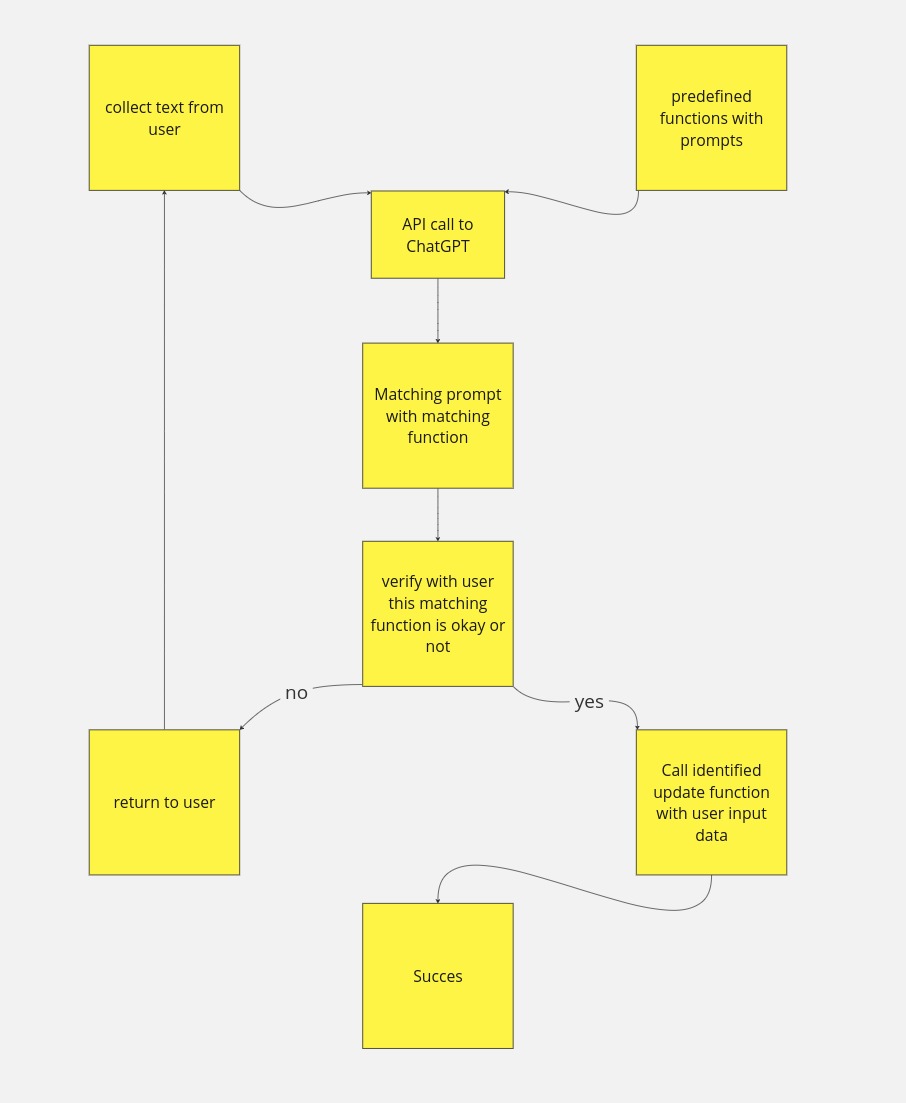 collect text from
user
predefined
functions with
prompts
API call to
ChatGPT
Matching prompt
with matching
function
verify with user
this matching
function is okay or
not
no
yes
return to user
Call identified
update function
with user input
data
Succes